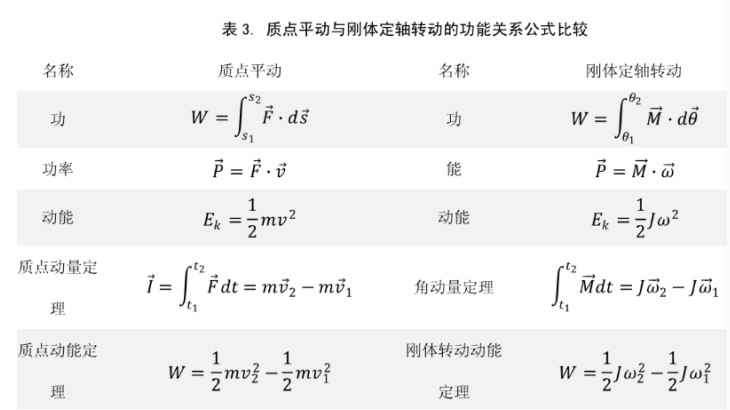 表 3. 质点平动与刚体定轴转动的功能关系公式比较
名称 质点平动 名称 刚体定轴转动
功 $W = \int_{s_1}^{s_2} \vec{F} \cdot d\vec{s}$ 功 $W = \int_{\theta_1}^{\theta_2} \vec{M} \cdot d\vec{\theta}$
功率 $\vec{P} = \vec{F} \cdot \vec{v}$ 能 $\vec{P} = \vec{M} \cdot \vec{\omega}$
动能 $E_k = \frac{1}{2}mv^2$ 动能 $E_k = \frac{1}{2}J\omega^2$
质点动量定理 $\vec{I} = \int_{t_1}^{t_2} \vec{F}dt = m\vec{v}_2 - m\vec{v}_1$ 角动量定理 $\int_{t_1}^{t_2} \vec{M}dt = J\vec{\omega}_2 - J\vec{\omega}_1$
质点动能定理 $W = \frac{1}{2}mv_2^2 - \frac{1}{2}mv_1^2$ 刚体转动动能定理 $W = \frac{1}{2}J\omega_2^2 - \frac{1}{2}J\omega_1^2$